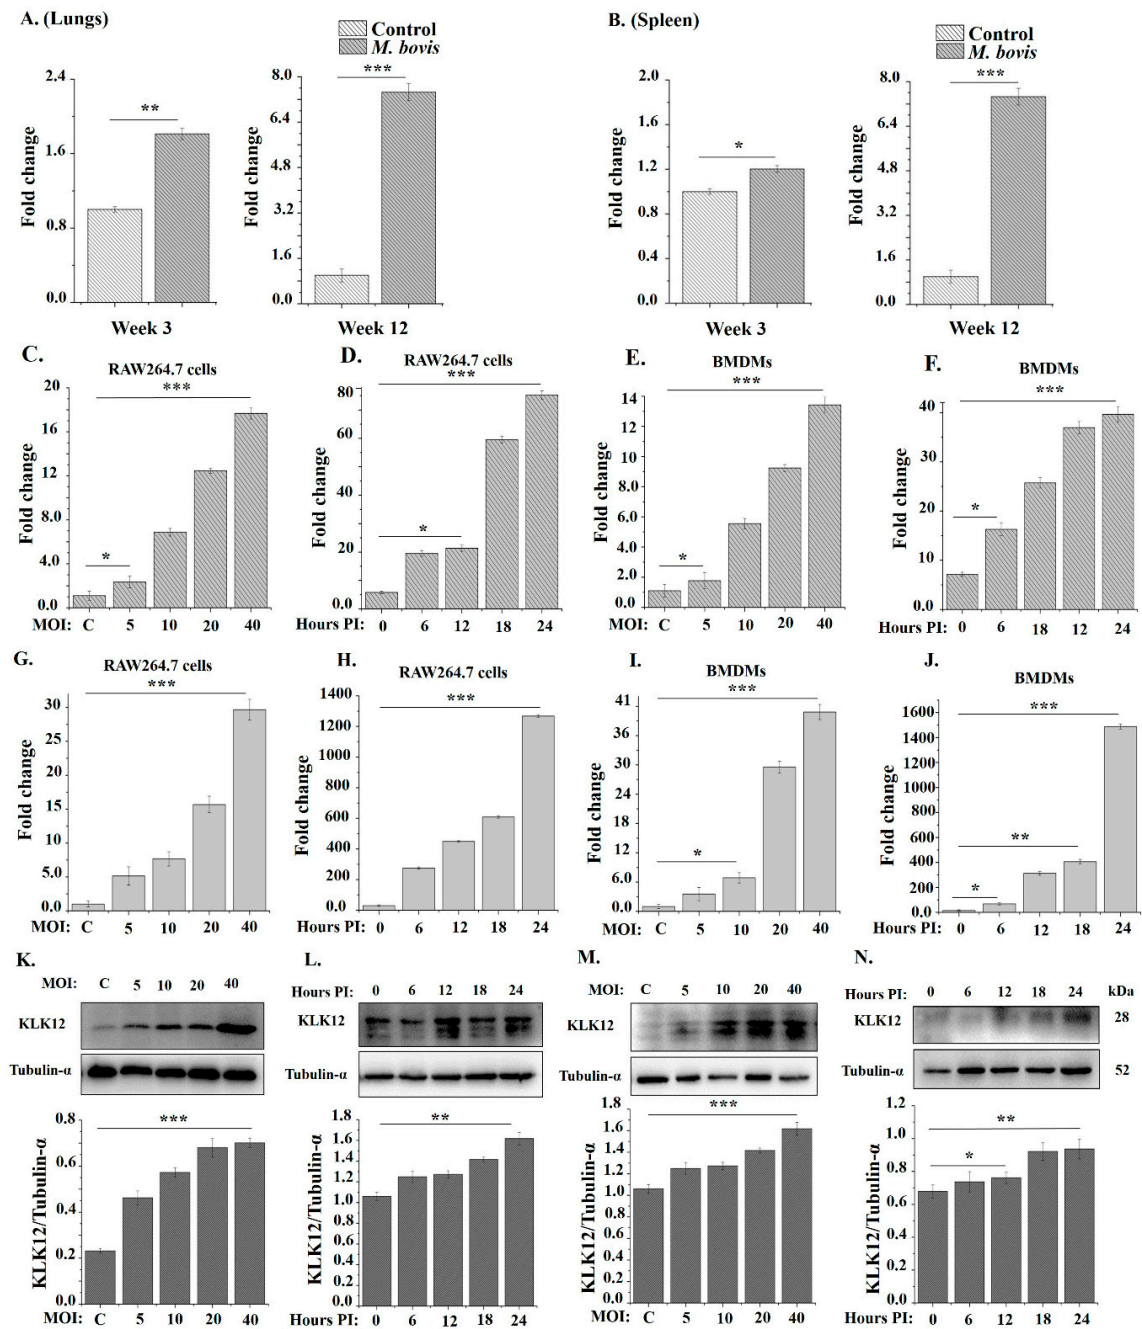 A. (Lungs)
Control
M. bovis
Fold change
2.4
1.6
0.8
0.0
**
Week 3
Fold change
8.0
6.4
4.8
3.2
1.6
0.0
***
Week 12
B. (Spleen)
Control
M. bovis
Fold change
2.0
1.6
1.2
0.8
0.4
0.0
*
Week 3
Fold change
8.0
6.4
4.8
3.2
1.6
0.0
***
Week 12
C.
RAW264.7 cells
***
*
Fold change
20
16
12
8.0
4.0
0.0
MOI: C 5 10 20 40
D.
RAW264.7 cells
***
*
Fold change
80
60
40
20
0.0
Hours PI: 0 6 12 18 24
E.
BMDMs
***
*
Fold change
14
12
10
8.0
6.0
4.0
2.0
0.0
MOI: C 5 10 20 40
F.
BMDMs
***
*
Fold change
40
30
20
10
0.0
Hours PI: 0 6 18 12 24
G.
RAW264.7 cells
***
Fold change
30
25
20
15
10
5.0
0.0
MOI: C 5 10 20 40
H.
RAW264.7 cells
***
Fold change
1400
1200
1000
800
600
400
200
0.0
Hours PI: 0 6 12 18 24
I.
BMDMs
***
*
Fold change
41
36
30
24
18
12
6.0
0.0
MOI: C 5 10 20 40
J.
BMDMs
***
**
*
Fold change
1600
1400
1200
1000
800
600
400
200
0.0
Hours PI: 0 6 12 18 24
K.
MOI: C 5 10 20 40
KLK12
Tubulin-α
***
KLK12/Tubulin-α
0.8
0.6
0.4
0.2
0.0
MOI: C 5 10 20 40
L.
Hours PI: 0 6 12 18 24
KLK12
Tubulin-α
**
KLK12/Tubulin-α
1.8
1.6
1.4
1.2
1.0
0.8
0.6
0.4
0.2
0.0
Hours PI: 0 6 12 18 24
M.
MOI: C 5 10 20 40
KLK12
Tubulin-α
***
KLK12/Tubulin-α
1.8
1.6
1.4
1.2
1.0
0.8
0.6
0.4
0.2
0.0
MOI: C 5 10 20 40
N.
Hours PI: 0 6 12 18 24 kDa
KLK12 28
Tubulin-α 52
**
*
KLK12/Tubulin-α
1.2
1.0
0.8
0.6
0.4
0.2
0.0
Hours PI: 0 6 12 18 24